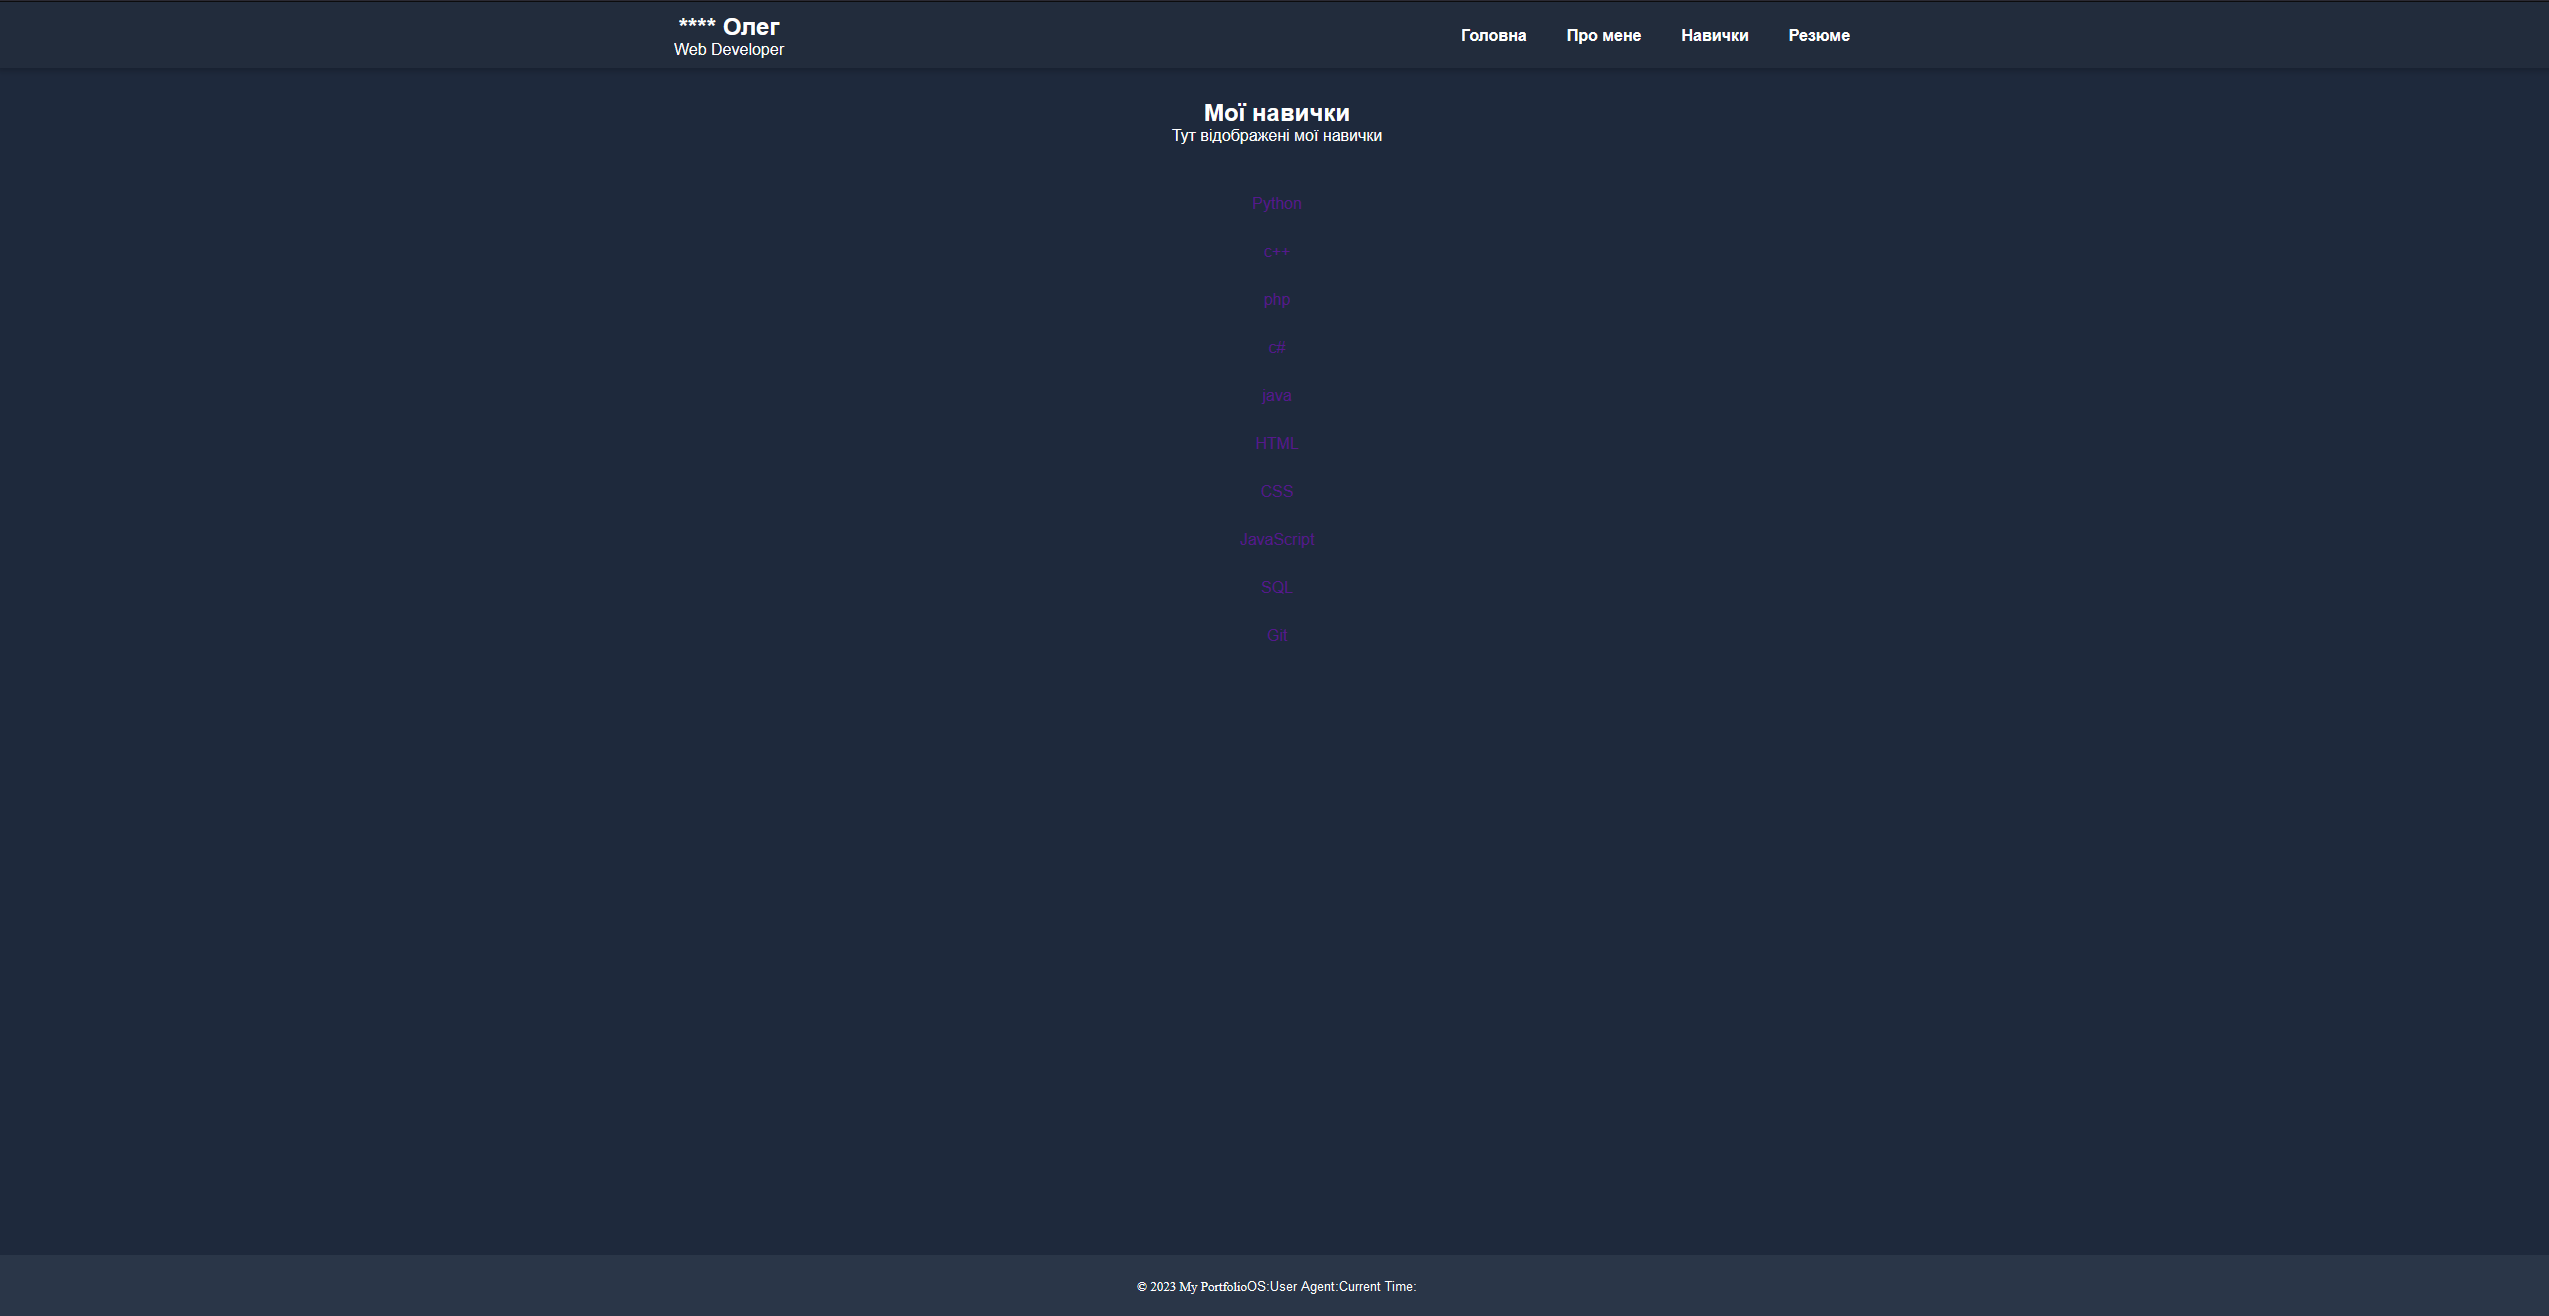 **** Олег
Web Developer
Головна Про мене Навички Резюме
Мої навички
Тут відображені мої навички
Python
c++
php
c#
java
HTML
CSS
JavaScript
SQL
Git
© 2023 My PortfolioOS:User Agent:Current Time: